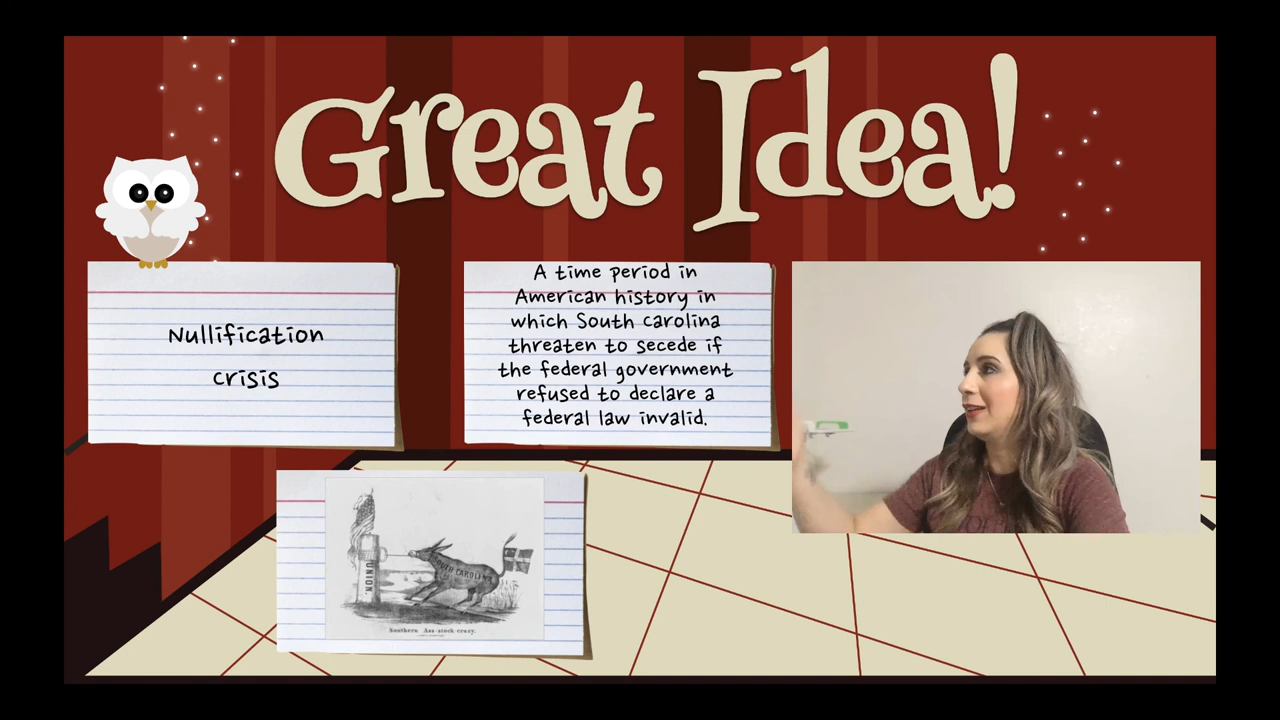 Great Idea!
Nullification
crisis
A time period in
American history in
which South Carolina
threaten to secede if
the federal government
refused to declare a
federal law invalid.
UNION.
SOUTH CAROLINA
Southern Ass-stock-crazy.